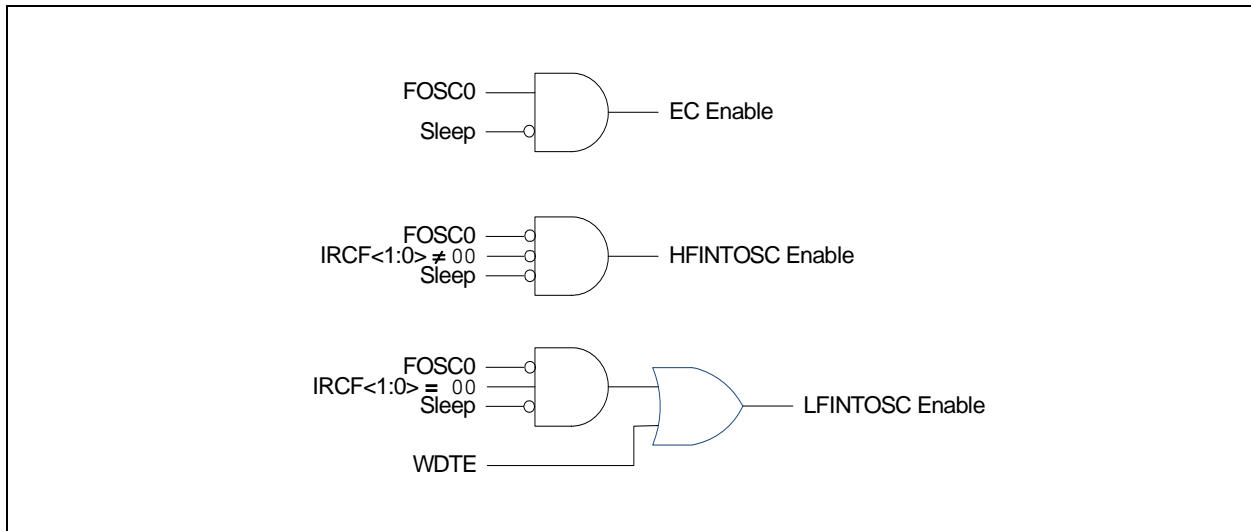 FOSC0
Sleep
EC Enable
FOSC0
IRCF<1:0> ≠ 00
Sleep
HFINTOSC Enable
FOSC0
IRCF<1:0> = 00
Sleep
LFINTOSC Enable
WDTE